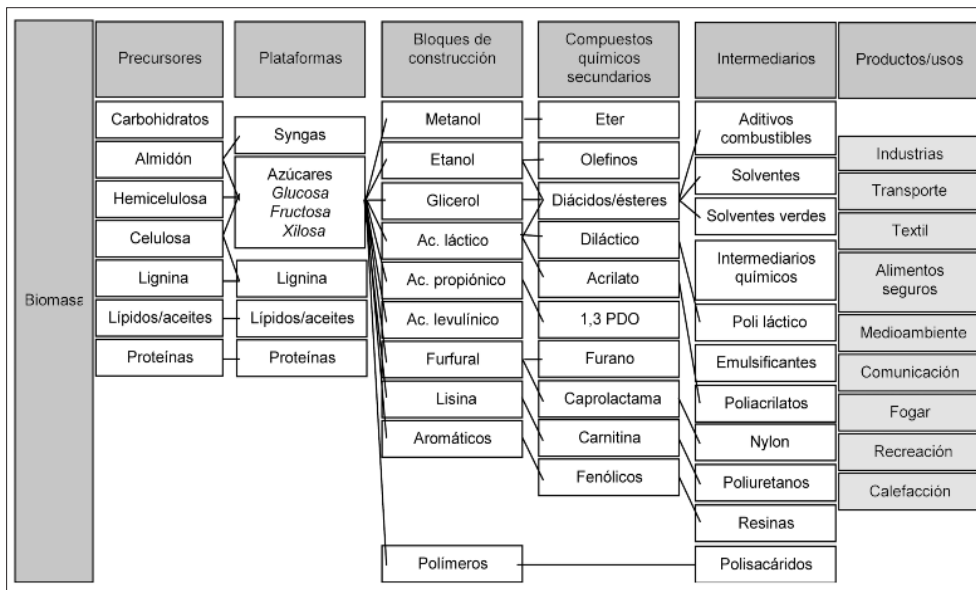 Precursores
Plataformas
Bloques de
construcción
Compuestos
químicos
secundarios
Intermediarios
Productos/usos
Biomasa
Carbohidratos
Almidón
Hemicelulosa
Celulosa
Lignina
Lípidos/aceites
Proteínas
Syngas
Azúcares
Glucosa
Fructosa
Xilosa
Lignina
Lípidos/aceites
Proteínas
Metanol
Etanol
Glicerol
Ac. láctico
Ac. propiónico
Ac. levulínico
Furfural
Lisina
Aromáticos
Polímeros
Eter
Olefinos
Diácidos/ésteres
Diláctico
Acrilato
1,3 PDO
Furano
Caprolactama
Carnitina
Fenólicos
Aditivos
combustibles
Solventes
Solventes verdes
Intermediarios
químicos
Poli láctico
Emulsificantes
Poliacrilatos
Nylon
Poliuretanos
Resinas
Polisacáridos
Industrias
Transporte
Textil
Alimentos
seguros
Medioambiente
Comunicación
Fogar
Recreación
Calefacción